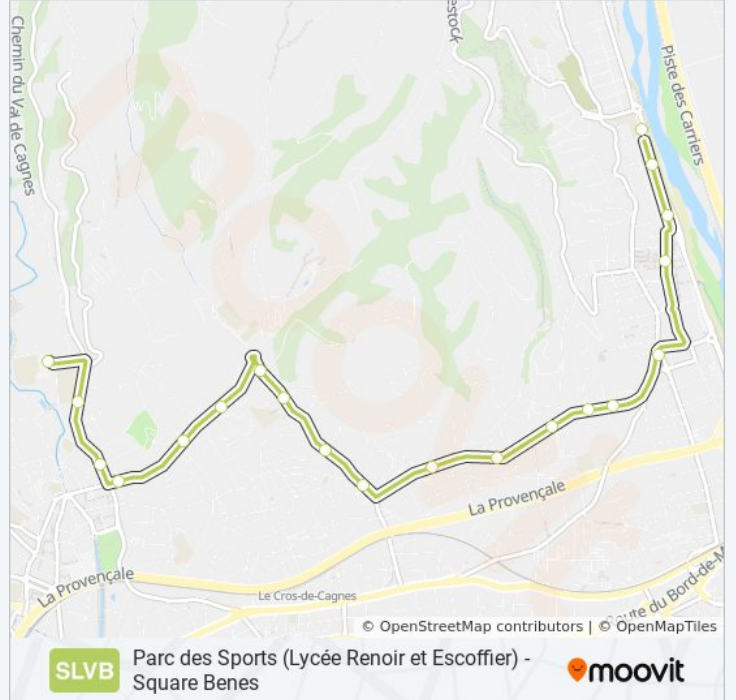 estock
Chemin du Val de Cagnes
Piste des Carriers
La Provençale
La Provençale
Le Cros-de-Cagnes
oute du Bord-de-M
© OpenStreetMap contributors | © OpenMapTiles
SLVB
Parc des Sports (Lycée Renoir et Escoffier) -
Square Benes
moovit